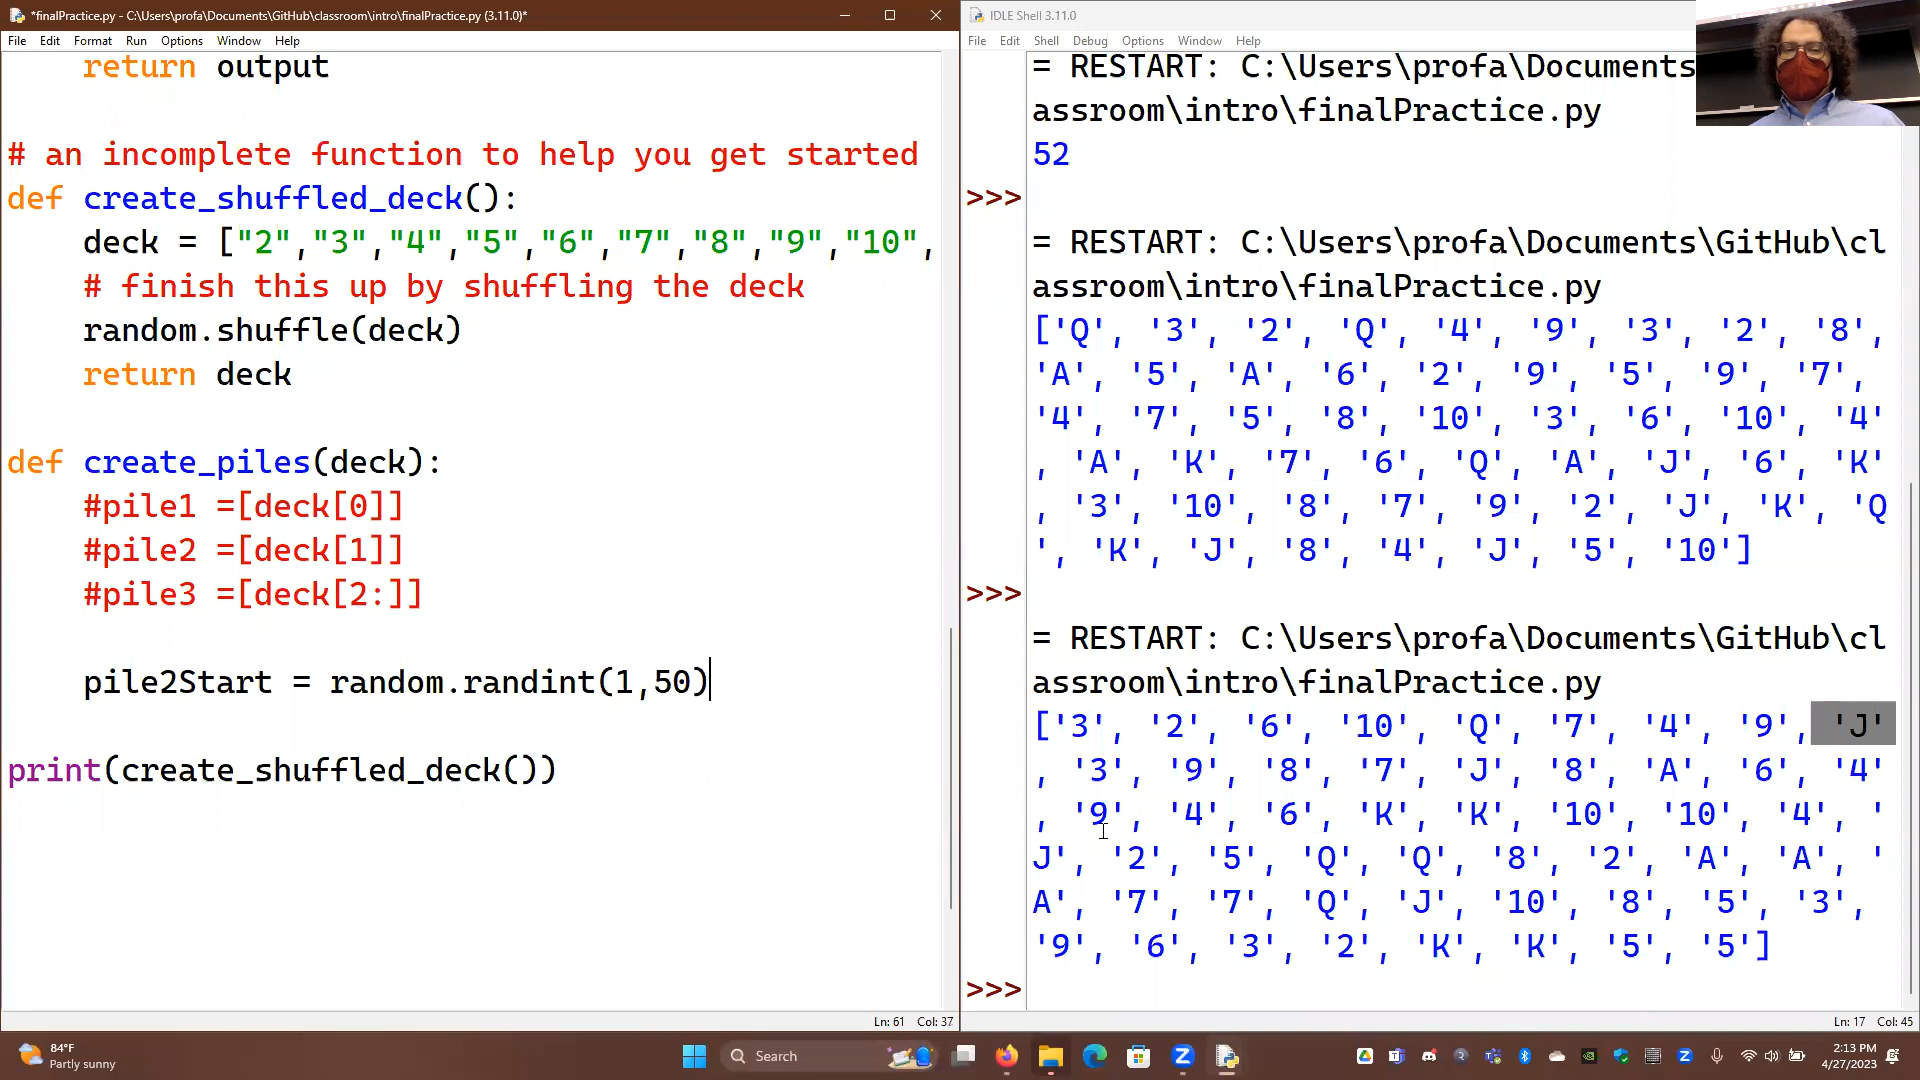 *finalPractice.py - C:\Users\profa\Documents\GitHub\classroom\intro\finalPractice.py (3.11.0)*
File Edit Format Run Options Window Help
return output
# an incomplete function to help you get started
def create_shuffled_deck():
deck = ["2","3","4","5","6","7","8","9","10",
# finish this up by shuffling the deck
random.shuffle(deck)
return deck
def create_piles(deck):
#pile1 =[deck[0]]
#pile2 =[deck[1]]
#pile3 =[deck[2:]]
pile2Start = random.randint(1,50)
print(create_shuffled_deck())
Ln: 61 Col: 37
IDLE Shell 3.11.0
File Edit Shell Debug Options Window Help
= RESTART: C:\Users\profa\Documents
assroom\intro\finalPractice.py
52
>>>
= RESTART: C:\Users\profa\Documents\GitHub\cl
assroom\intro\finalPractice.py
['Q', '3', '2', 'Q', '4', '9', '3', '2', '8',
'A', '5', 'A', '6', '2', '9', '5', '9', '7',
'4', '7', '5', '8', '10', '3', '6', '10', '4'
, 'A', 'K', '7', '6', 'Q', 'A', 'J', '6', 'K'
, '3', '10', '8', '7', '9', '2', 'J', 'K', 'Q
', 'K', 'J', '8', '4', 'J', '5', '10']
>>>
= RESTART: C:\Users\profa\Documents\GitHub\cl
assroom\intro\finalPractice.py
['3', '2', '6', '10', 'Q', '7', '4', '9', 'J'
, '3', '9', '8', '7', 'J', '8', 'A', '6', '4'
, '9', '4', '6', 'K', 'K', '10', '10', '4', '
J', '2', '5', 'Q', 'Q', '8', '2', 'A', 'A', '
A', '7', '7', 'Q', 'J', '10', '8', '5', '3',
'9', '6', '3', '2', 'K', 'K', '5', '5']
>>>
Ln: 17 Col: 45
84°F
Partly sunny
Search
2:13 PM
4/27/2023